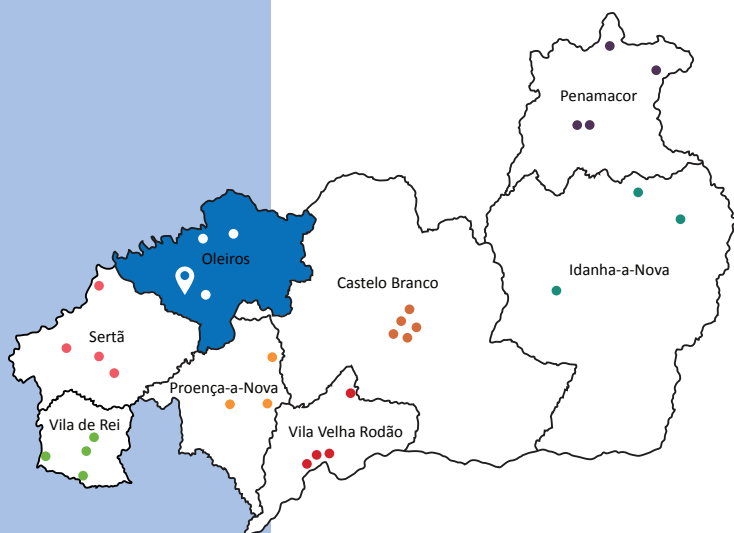 Penamacor
Oleiros
Idanha-a-Nova
Castelo Branco
Sertã
Proença-a-Nova
Vila de Rei
Vila Velha Rodão